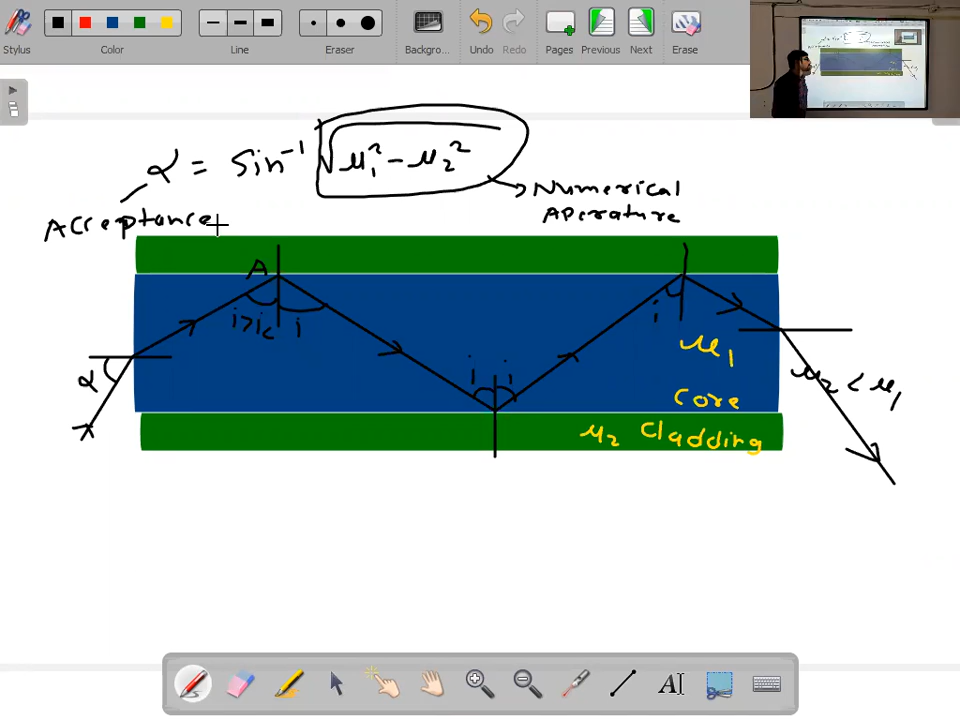 Stylus
Color
Line
Eraser
Backgro...
Undo
Redo
Pages
Previous
Next
Erase
α = Sin⁻¹ √μ₁² − μ₂²
Numerical
Aperature
Acceptance
A
i>ic
i
i
i
i
α
μ₁
μ₂ < μ₁
Core
μ₂ Cladding
A